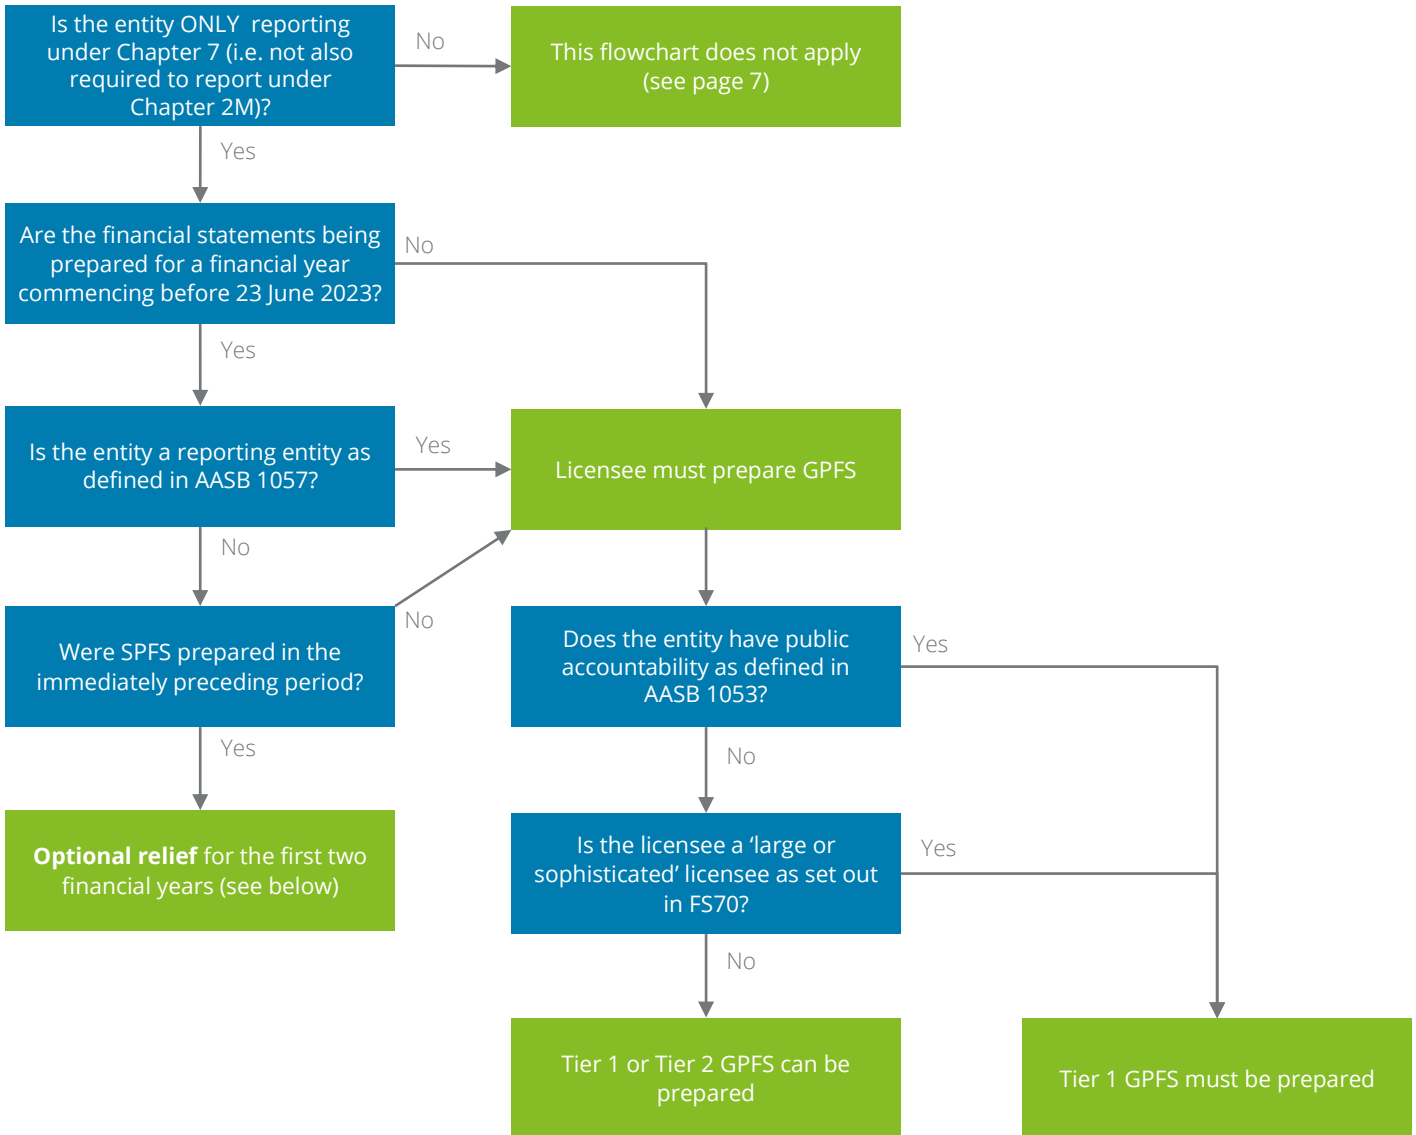 Is the entity ONLY reporting
under Chapter 7 (i.e. not also
required to report under
Chapter 2M)?
No
This flowchart does not apply
(see page 7)
Yes
Are the financial statements being
prepared for a financial year
commencing before 23 June 2023?
No
Yes
Is the entity a reporting entity as
defined in AASB 1057?
Yes
Licensee must prepare GPFS
No
Were SPFS prepared in the
immediately preceding period?
No
Does the entity have public
accountability as defined in
AASB 1053?
Yes
Yes
No
Optional relief for the first two
financial years (see below)
Is the licensee a ‘large or
sophisticated’ licensee as set out
in FS70?
Yes
No
Tier 1 or Tier 2 GPFS can be
prepared
Tier 1 GPFS must be prepared